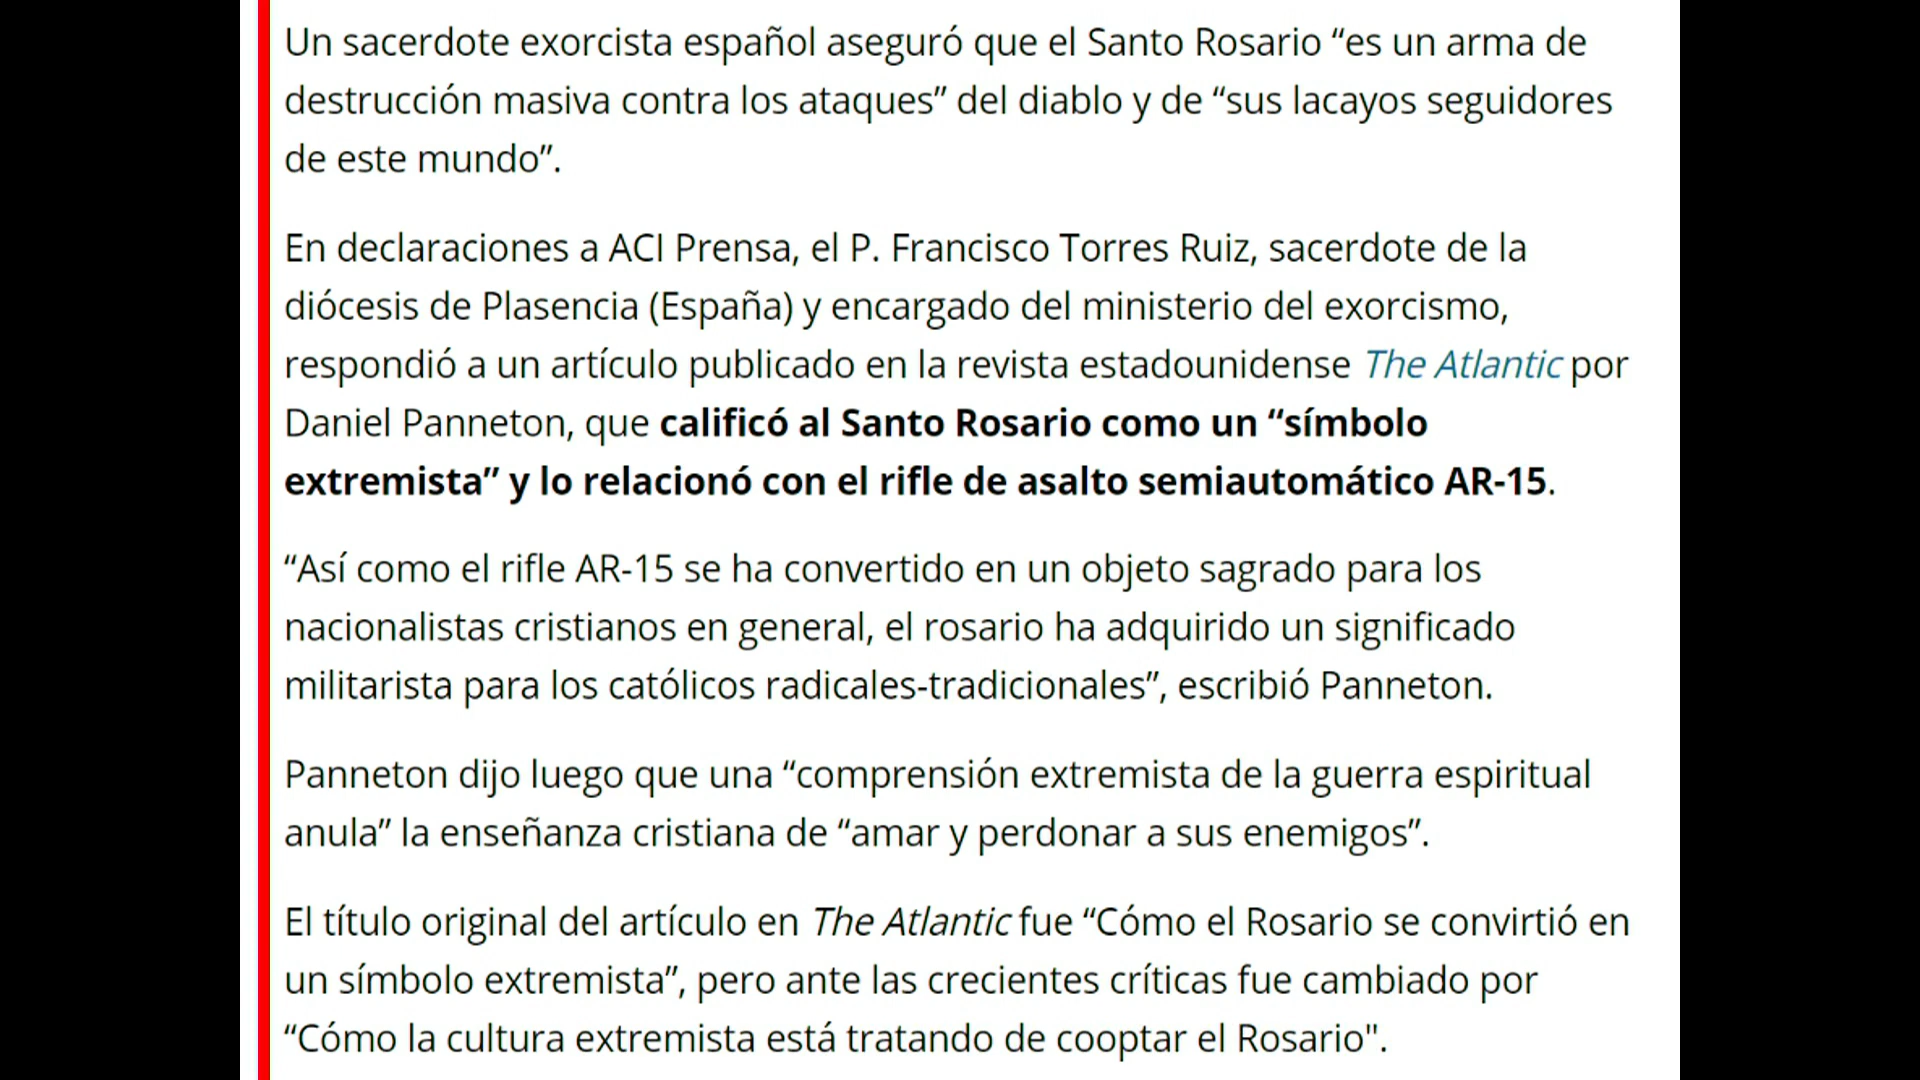 Un sacerdote exorcista español aseguró que el Santo Rosario “es un arma de
destrucción masiva contra los ataques” del diablo y de “sus lacayos seguidores
de este mundo”.
En declaraciones a ACI Prensa, el P. Francisco Torres Ruiz, sacerdote de la
diócesis de Plasencia (España) y encargado del ministerio del exorcismo,
respondió a un artículo publicado en la revista estadounidense The Atlantic por
Daniel Panneton, que calificó al Santo Rosario como un “símbolo
extremista” y lo relacionó con el rifle de asalto semiautomático AR-15.
“Así como el rifle AR-15 se ha convertido en un objeto sagrado para los
nacionalistas cristianos en general, el rosario ha adquirido un significado
militarista para los católicos radicales-tradicionales”, escribió Panneton.
Panneton dijo luego que una “comprensión extremista de la guerra espiritual
anula” la enseñanza cristiana de “amar y perdonar a sus enemigos”.
El título original del artículo en The Atlantic fue “Cómo el Rosario se convirtió en
un símbolo extremista”, pero ante las crecientes críticas fue cambiado por
“Cómo la cultura extremista está tratando de cooptar el Rosario".